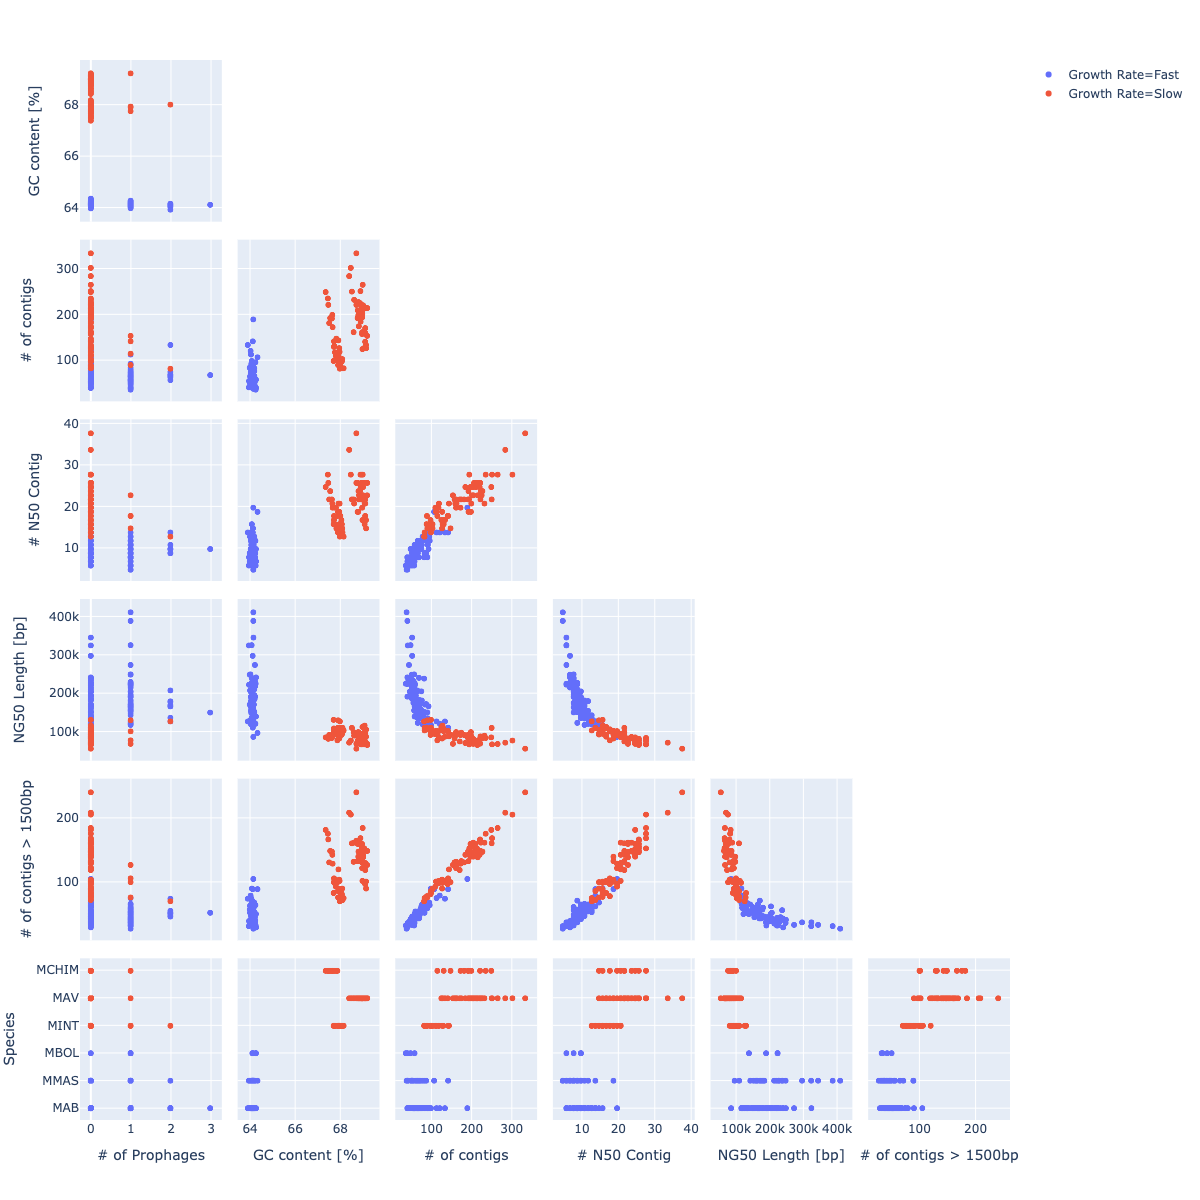 Growth Rate=Fast
Growth Rate=Slow
GC content [%]
68
66
64
# of contigs
300
200
100
# N50 Contig
40
30
20
10
NG50 Length [bp]
400k
300k
200k
100k
# of contigs > 1500bp
200
100
Species
MCHIM
MAV
MINT
MBOL
MMAS
MAB
0 1 2 3
64 66 68
100 200 300
10 20 30 40
100k 200k 300k 400k
100 200
# of Prophages
GC content [%]
# of contigs
# N50 Contig
NG50 Length [bp]
# of contigs > 1500bp